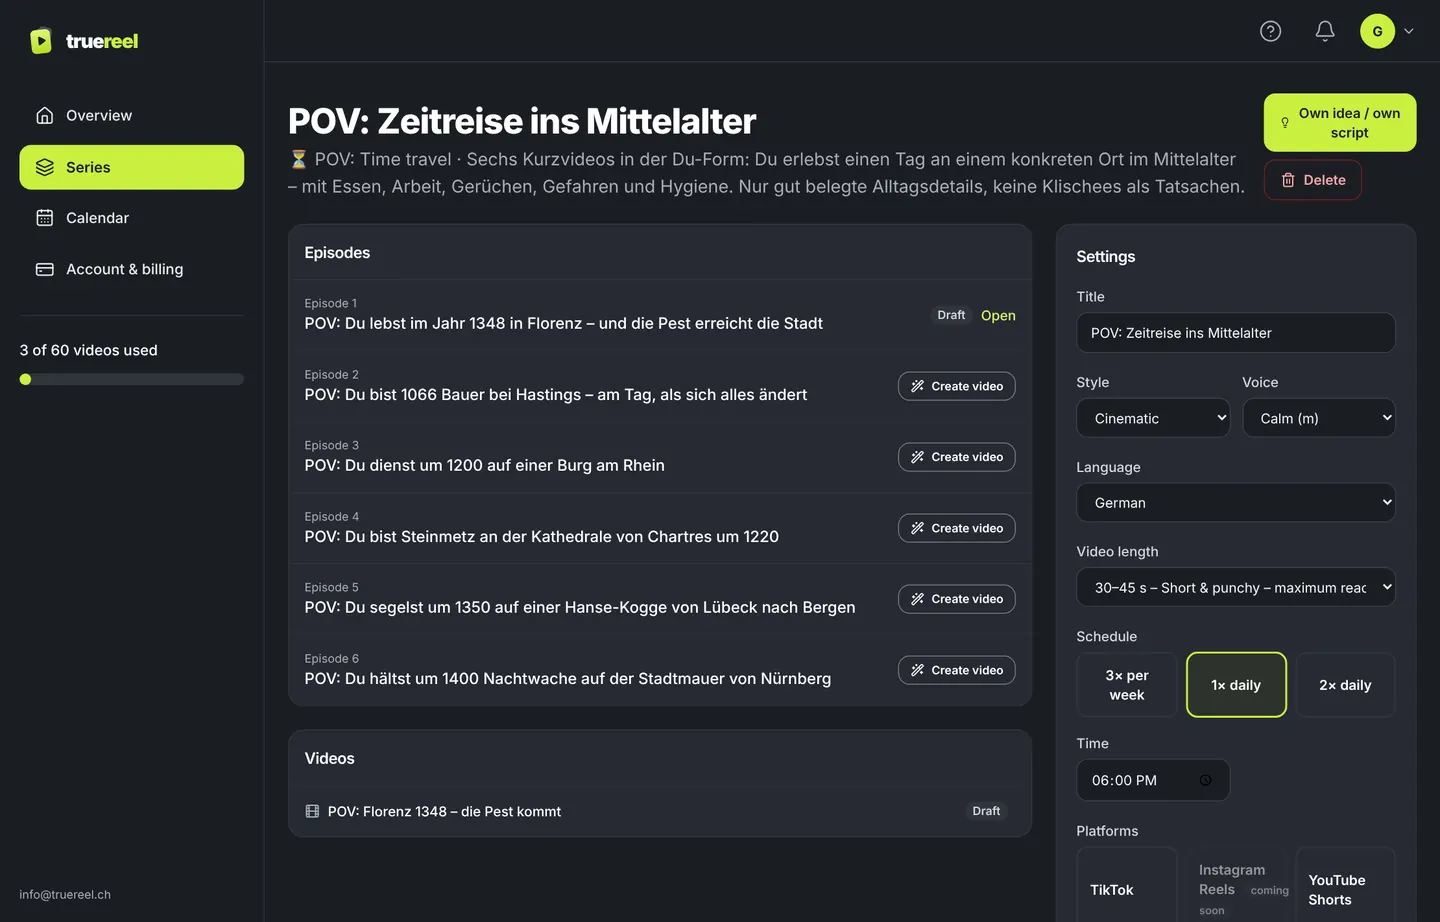 truereel
G
Overview
Series
Calendar
Account & billing
3 of 60 videos used
info@truereel.ch
POV: Zeitreise ins Mittelalter
⏳ POV: Time travel · Sechs Kurzvideos in der Du-Form: Du erlebst einen Tag an einem konkreten Ort im Mittelalter
– mit Essen, Arbeit, Gerüchen, Gefahren und Hygiene. Nur gut belegte Alltagsdetails, keine Klischees als Tatsachen.
Own idea / own
script
Delete
Episodes
Episode 1
POV: Du lebst im Jahr 1348 in Florenz – und die Pest erreicht die Stadt
Draft
Open
Episode 2
POV: Du bist 1066 Bauer bei Hastings – am Tag, als sich alles ändert
Create video
Episode 3
POV: Du dienst um 1200 auf einer Burg am Rhein
Create video
Episode 4
POV: Du bist Steinmetz an der Kathedrale von Chartres um 1220
Create video
Episode 5
POV: Du segelst um 1350 auf einer Hanse-Kogge von Lübeck nach Bergen
Create video
Episode 6
POV: Du hältst um 1400 Nachtwache auf der Stadtmauer von Nürnberg
Create video
Videos
POV: Florenz 1348 – die Pest kommt
Draft
Settings
Title
POV: Zeitreise ins Mittelalter
Style
Voice
Cinematic
Calm (m)
Language
German
Video length
30–45 s – Short & punchy – maximum reac
Schedule
3× per
week
1× daily
2× daily
Time
06:00 PM
Platforms
TikTok
Instagram
Reels coming
soon
YouTube
Shorts